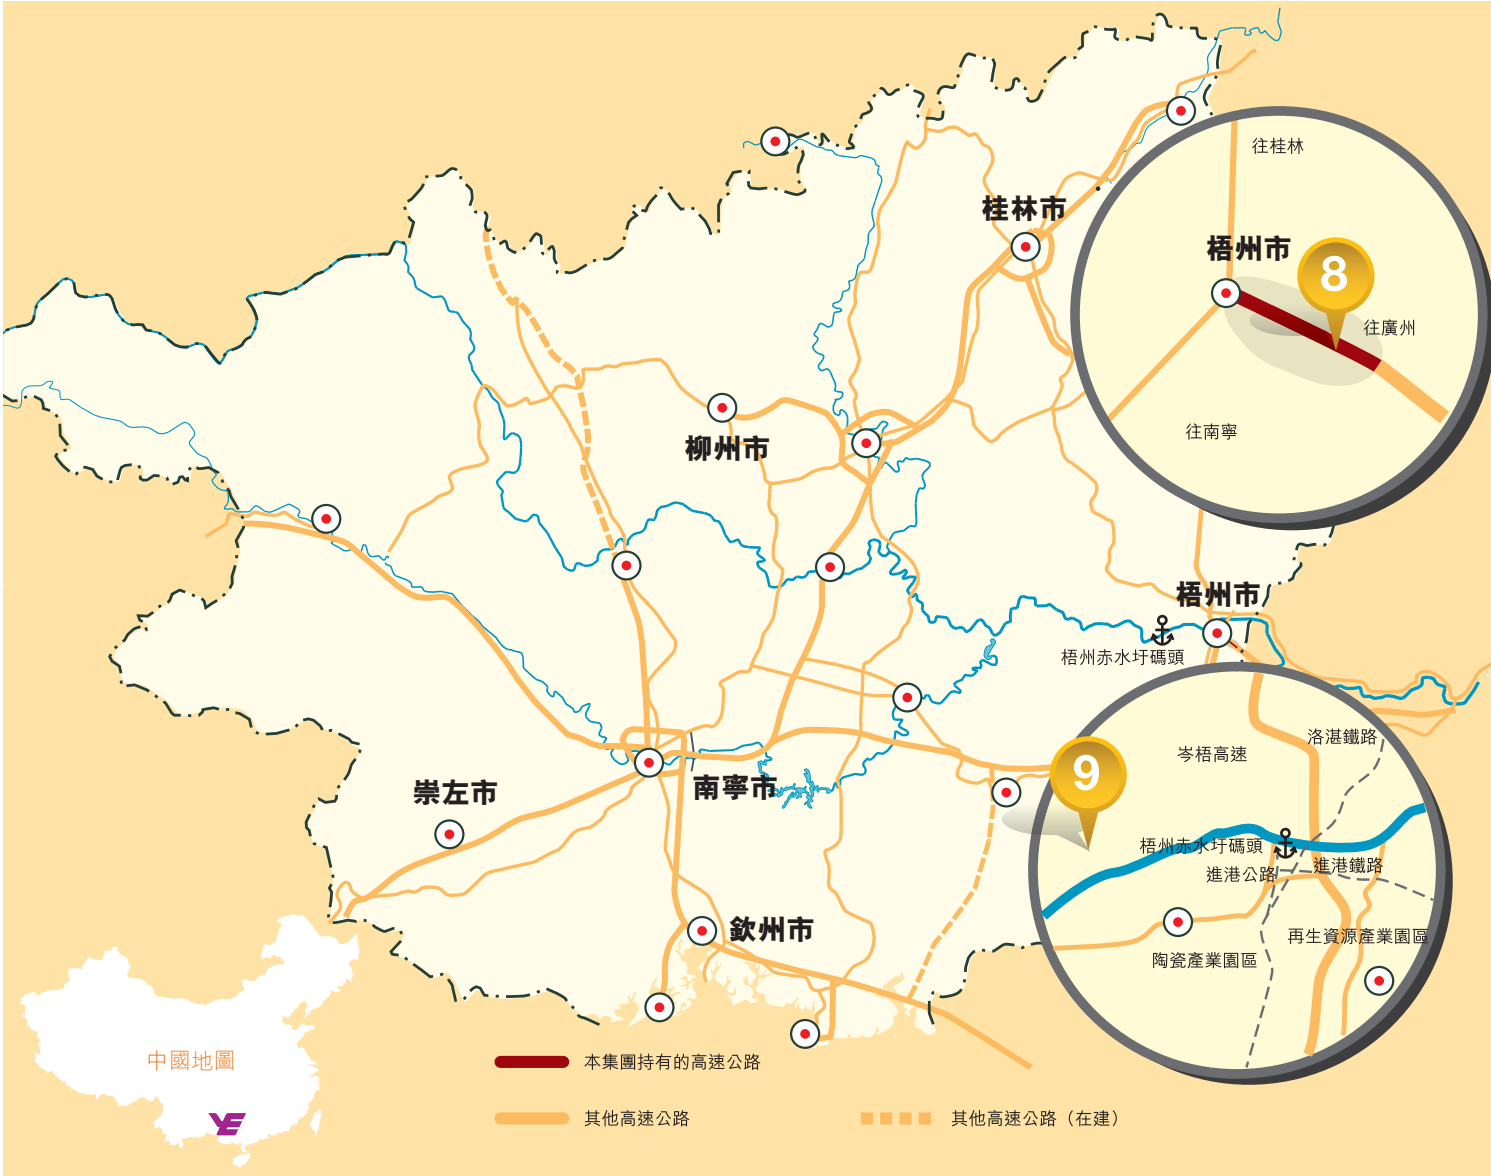 往桂林
桂林市
梧州市
8
往廣州
往南寧
柳州市
梧州市
梧州赤水圩碼頭
洛湛鐵路
岑梧高速
9
南寧市
崇左市
梧州赤水圩碼頭
進港鐵路
進港公路
欽州市
再生資源產業園區
陶瓷產業園區
中國地圖
本集團持有的高速公路
YE
其他高速公路
其他高速公路（在建）